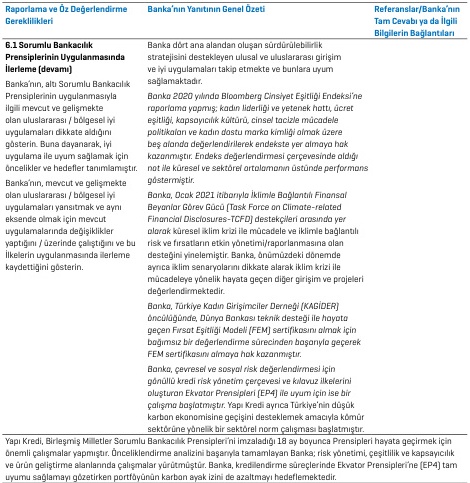 Raporlama ve Öz Değerlendirme
Gereklilikleri
Banka'nın Yanıtının Genel Özeti
Referanslar/Banka'nın
Tam Cevabı ya da İlgili
Bilgilerin Bağlantıları
6.1 Sorumlu Bankacılık
Prensiplerinin Uygulanmasında
İlerleme (devamı)
Banka'nın, altı Sorumlu Bankacılık
Prensiplerinin uygulanmasıyla
ilgili mevcut ve gelişmekte
olan uluslararası / bölgesel iyi
uygulamaları dikkate aldığını
gösterin. Buna dayanarak, iyi
uygulama ile uyum sağlamak için
öncelikler ve hedefler tanımlamıştır.
Banka'nın, mevcut ve gelişmekte
olan uluslararası / bölgesel iyi
uygulamaları yansıtmak ve aynı
eksende olmak için mevcut
uygulamalarında değişiklikler
yaptığını / üzerinde çalıştığını ve bu
İlkelerin uygulanmasında ilerleme
kaydettiğini gösterin.
Banka dört ana alandan oluşan sürdürülebilirlik
stratejisini destekleyen ulusal ve uluslararası girişim
ve iyi uygulamaları takip etmekte ve bunlara uyum
sağlamaktadır.
Banka 2020 yılında Bloomberg Cinsiyet Eşitliği Endeksi'ne
raporlama yapmış; kadın liderliği ve yetenek hattı, ücret
eşitliği, kapsayıcılık kültürü, cinsel tacizle mücadele
politikaları ve kadın dostu marka kimliği olmak üzere
beş alanda değerlendirilerek endekste yer almaya hak
kazanmıştır. Endeks değerlendirmesi çerçevesinde aldığı
not ile küresel ve sektörel ortalamanın üstünde performans
göstermiştir.
Banka, Ocak 2021 itibarıyla İklimle Bağlantılı Finansal
Beyanlar Görev Gücü (Task Force on Climate-related
Financial Disclosures-TCFD) destekçileri arasında yer
alarak küresel iklim krizi ile mücadele ve iklimle bağlantılı
risk ve fırsatların etkin yönetimi/raporlanmasına olan
desteğini yinelemiştir. Banka, önümüzdeki dönemde
ayrıca iklim senaryolarını dikkate alarak iklim krizi ile
mücadeleye yönelik hayata geçen diğer girişim ve projeleri
değerlendirmektedir.
Banka, Türkiye Kadın Girişimciler Derneği (KAGİDER)
öncülüğünde, Dünya Bankası teknik desteği ile hayata
geçen Fırsat Eşitliği Modeli (FEM) sertifikasını almak için
bağımsız bir değerlendirme sürecinden başarıyla geçerek
FEM sertifikasını almaya hak kazanmıştır.
Banka, çevresel ve sosyal risk değerlendirmesi için
gönüllü kredi risk yönetim çerçevesi ve kılavuz ilkelerini
oluşturan Ekvator Prensipleri (EP4) ile uyum için ise bir
çalışma başlatmıştır. Yapı Kredi ayrıca Türkiye'nin düşük
karbon ekonomisine geçişini desteklemek amacıyla kömür
sektörüne yönelik bir sektörel norm çalışması başlatmıştır.
Yapı Kredi, Birleşmiş Milletler Sorumlu Bankacılık Prensipleri'ni imzaladığı 18 ay boyunca Prensipleri hayata geçirmek için
önemli çalışmalar yapmıştır. Önceliklendirme analizini başarıyla tamamlayan Banka; risk yönetimi, çeşitlilik ve kapsayıcılık
ve ürün geliştirme alanlarında çalışmalar yürütmüştür. Banka, kredilendirme süreçlerinde Ekvator Prensipleri'ne (EP4) tam
uyumu sağlamayı gözetirken portföyünün karbon ayak izini de azaltmayı hedeflemektedir.